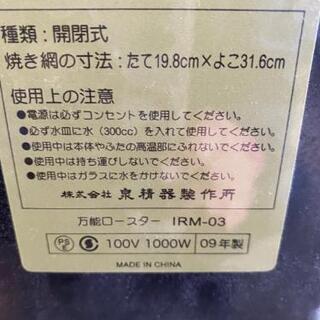 種類：開閉式
焼き網の寸法：たて19.8cm×よこ31.6cm
使用上の注意
●電源は必ずコンセントを使用してください。
●必ず水皿に水（300cc）を入れて使用してください。
●使用中は本体やふたの高温部にふれないでください。
●使用中は持ち運びしないでください。
●使用中はガラスに水をかけないでください。
株式会社 泉精器製作所
万能ロースター IRM-03
PS E 100V 1000W 09年製
MADE IN CHINA